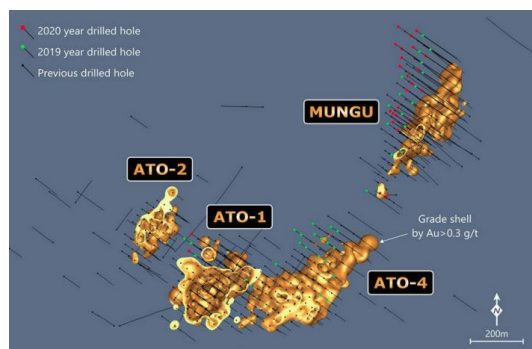 2020 year drilled hole
2019 year drilled hole
Previous drilled hole
MUNGU
ATO-2
ATO-1
Grade shell
by Au>0.3 g/t
ATO-4
N
200m